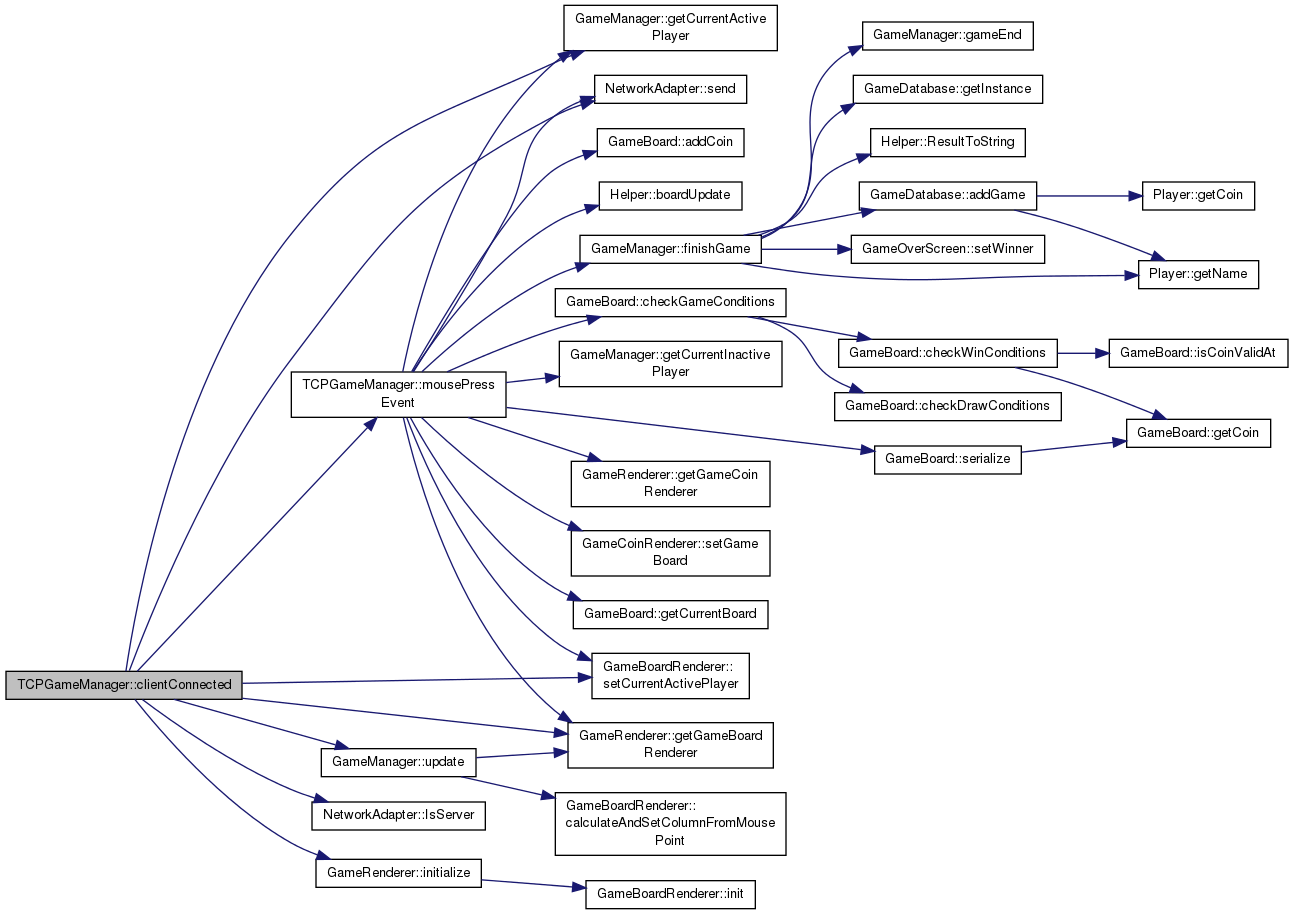 GameManager::getCurrentActive
Player
GameManager::gameEnd
NetworkAdapter::send
GameDatabase::getInstance
GameBoard::addCoin
Helper::ResultToString
Helper::boardUpdate
GameDatabase::addGame
Player::getCoin
GameManager::finishGame
GameOverScreen::setWinner
Player::getName
GameBoard::checkGameConditions
GameBoard::checkWinConditions
GameBoard::isCoinValidAt
GameManager::getCurrentInactive
Player
TCPGameManager::mousePress
Event
GameBoard::checkDrawConditions
GameBoard::getCoin
GameBoard::serialize
GameRenderer::getGameCoin
Renderer
GameCoinRenderer::setGame
Board
GameBoard::getCurrentBoard
GameBoardRenderer::
setCurrentActivePlayer
TCPGameManager::clientConnected
GameRenderer::getGameBoard
Renderer
GameManager::update
NetworkAdapter::IsServer
GameBoardRenderer::
calculateAndSetColumnFromMouse
Point
GameRenderer::initialize
GameBoardRenderer::init